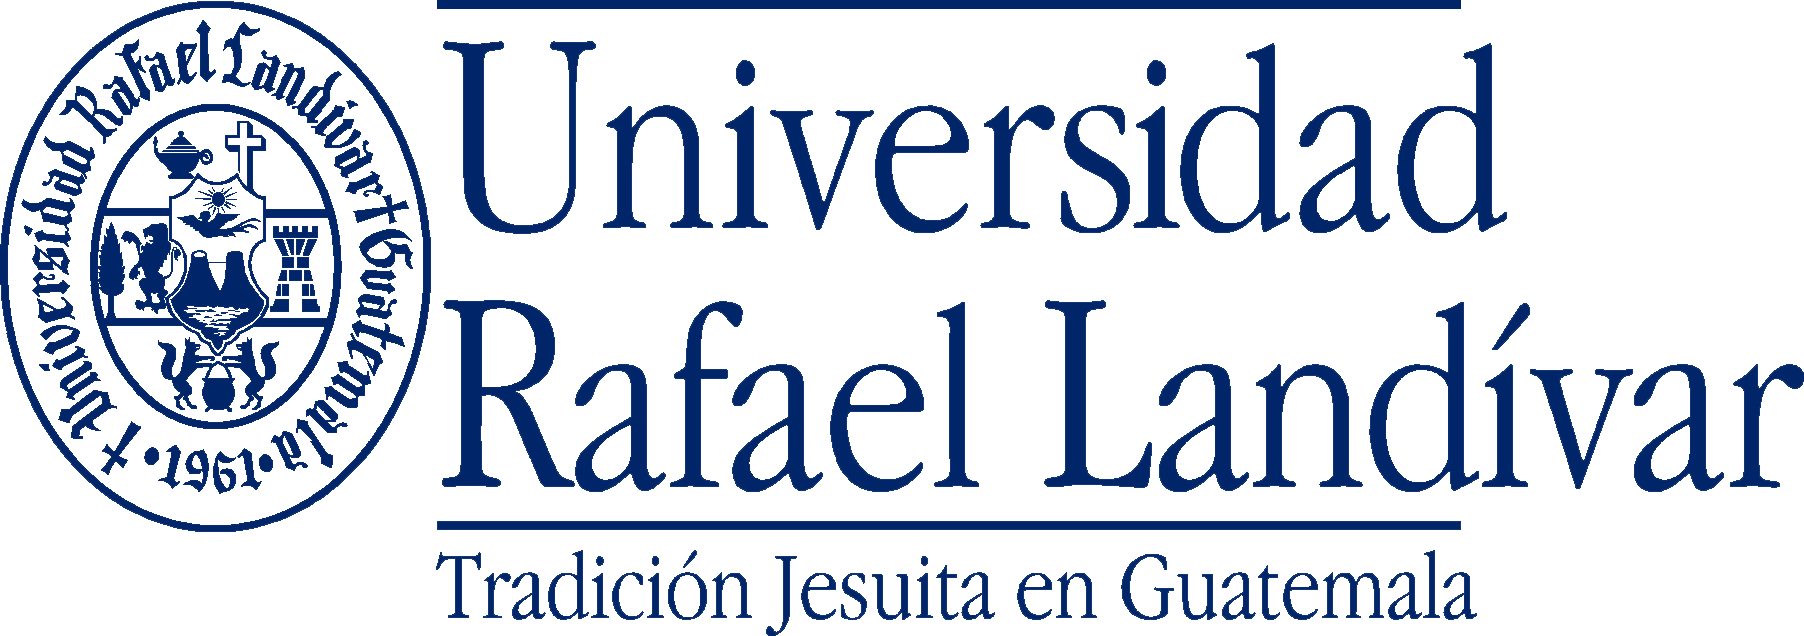 Universidad Rafael Landívar † Guatemala · 1961 · †
Universidad
Rafael Landívar
Tradición Jesuita en Guatemala